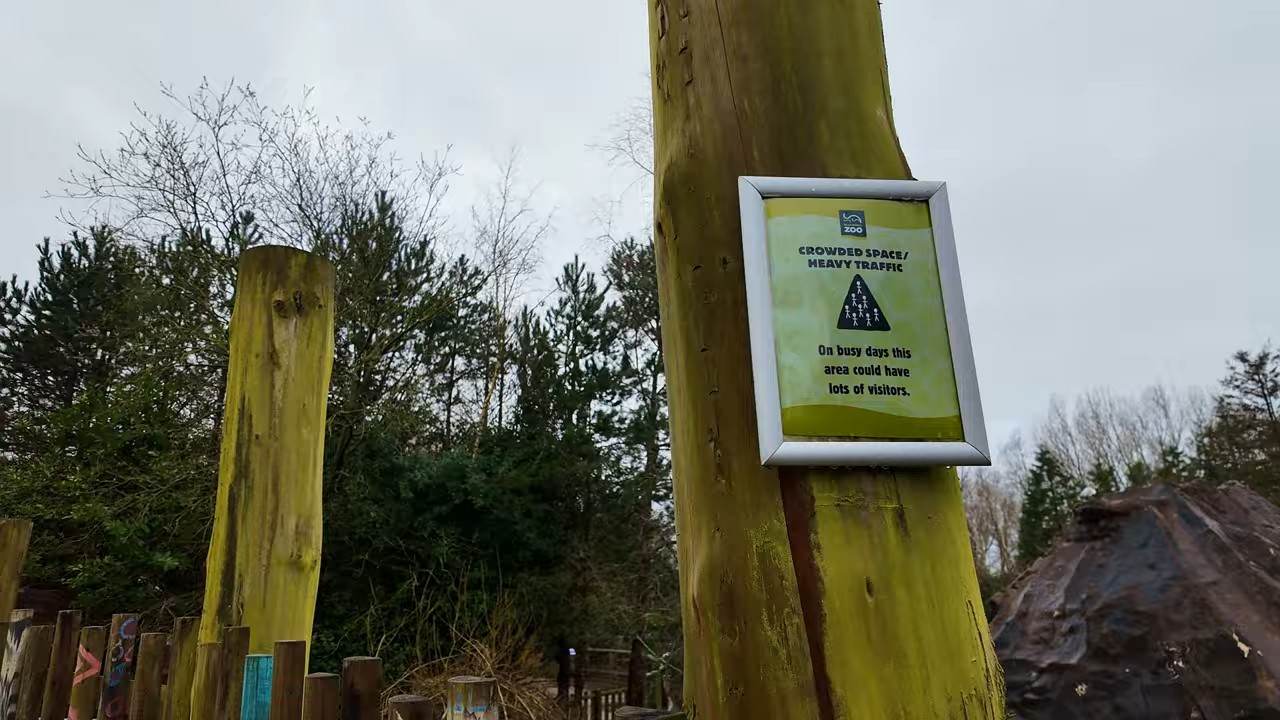 ZOO
CROWDED SPACE/
HEAVY TRAFFIC
On busy days this
area could have
lots of visitors.